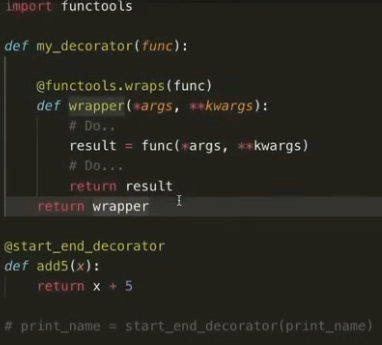 import functools
def my_decorator(func):
@functools.wraps(func)
def wrapper(*args, **kwargs):
# Do..
result = func(*args, **kwargs)
# Do...
return result
return wrapper
@start_end_decorator
def add5(x):
return x + 5
# print_name = start_end_decorator(print_name)